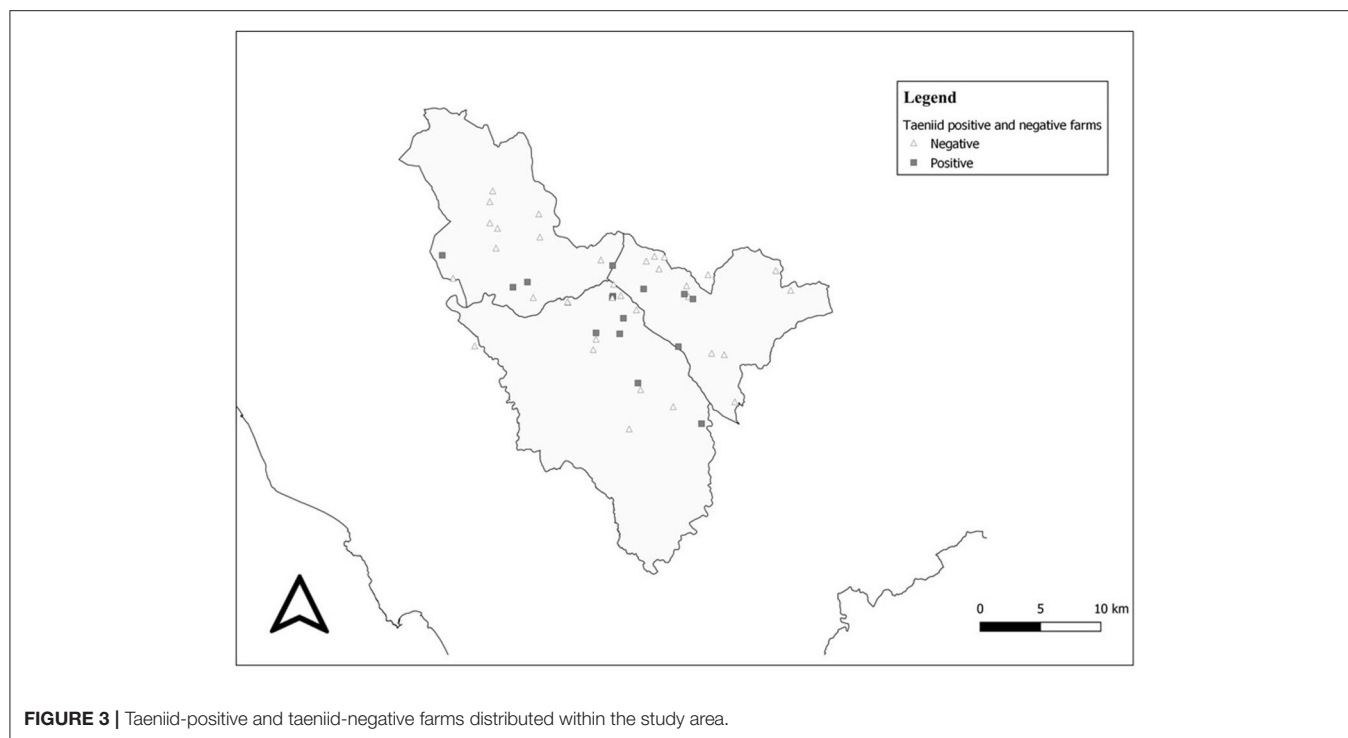 Legend
Taeniid positive and negative farms
Negative
Positive
0 5 10 km
FIGURE 3 | Taeniid-positive and taeniid-negative farms distributed within the study area.